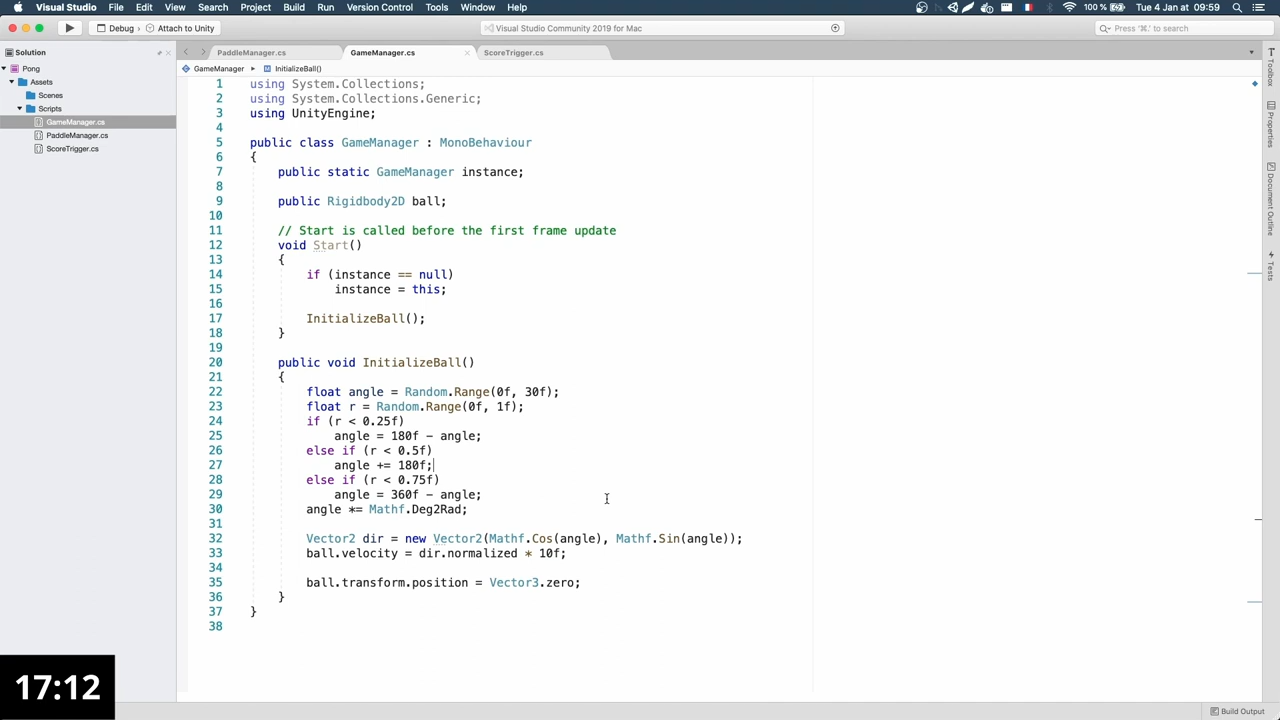 Visual Studio File Edit View Search Project Build Run Version Control Tools Window Help 100 % Tue 4 Jan at 09:59
Debug Attach to Unity Visual Studio Community 2019 for Mac Press '⌘.' to search
Solution
PaddleManager.cs GameManager.cs ScoreTrigger.cs
GameManager InitializeBall()
Pong
Assets
Scenes
Scripts
GameManager.cs
PaddleManager.cs
ScoreTrigger.cs
1 using System.Collections;
2 using System.Collections.Generic;
3 using UnityEngine;
4
5 public class GameManager : MonoBehaviour
6 {
7 public static GameManager instance;
8
9 public Rigidbody2D ball;
10
11 // Start is called before the first frame update
12 void Start()
13 {
14 if (instance == null)
15 instance = this;
16
17 InitializeBall();
18 }
19
20 public void InitializeBall()
21 {
22 float angle = Random.Range(0f, 30f);
23 float r = Random.Range(0f, 1f);
24 if (r < 0.25f)
25 angle = 180f - angle;
26 else if (r < 0.5f)
27 angle += 180f;
28 else if (r < 0.75f)
29 angle = 360f - angle;
30 angle *= Mathf.Deg2Rad;
31
32 Vector2 dir = new Vector2(Mathf.Cos(angle), Mathf.Sin(angle));
33 ball.velocity = dir.normalized * 10f;
34
35 ball.transform.position = Vector3.zero;
36 }
37 }
38
Toolbox
Properties
Document Outline
Tests
17:12
Build Output